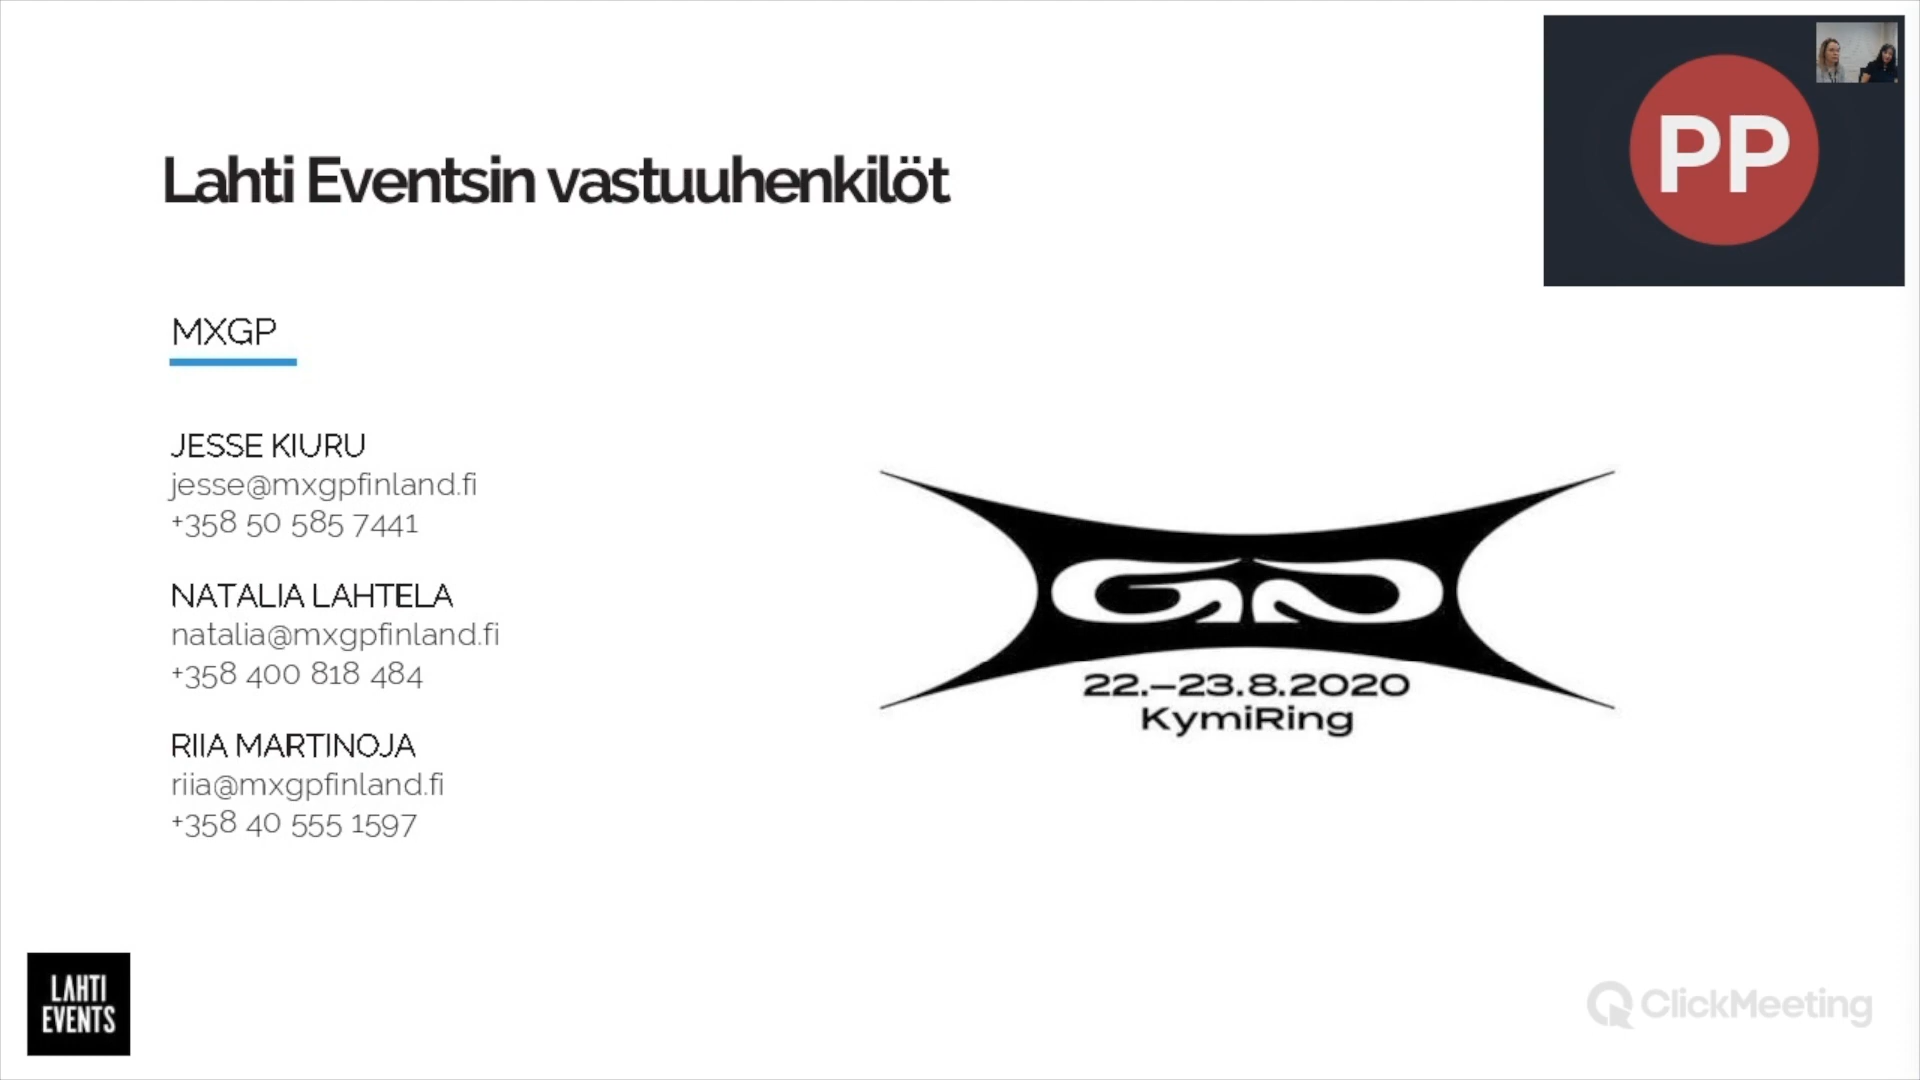 PP
Lahti Eventsin vastuuhenkilöt
MXGP
JESSE KIURU
jesse@mxgpfinland.fi
+358 50 585 7441
NATALIA LAHTELA
natalia@mxgpfinland.fi
+358 400 818 484
RIIA MARTINOJA
riia@mxgpfinland.fi
+358 40 555 1597
22.–23.8.2020
KymiRing
LAHTI
EVENTS
ClickMeeting